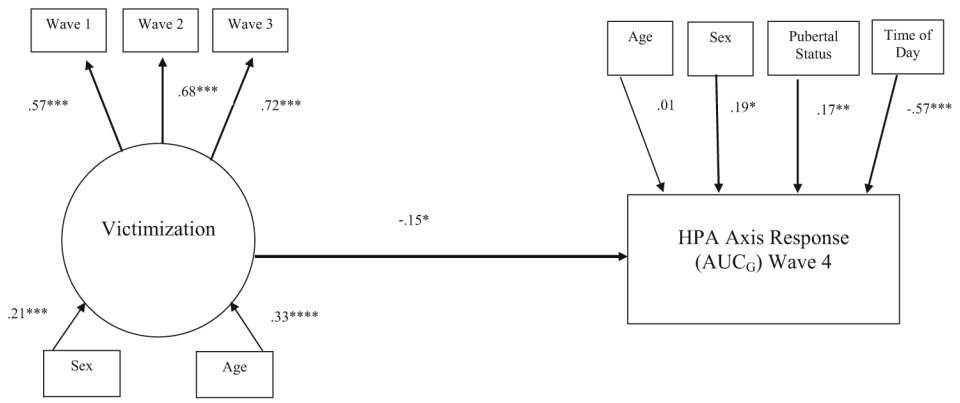 Wave 1
Wave 2
Wave 3
Age
Sex
Pubertal
Status
Time of
Day
.57***
.68***
.72***
.01
.19*
.17**
-.57***
Victimization
-.15*
HPA Axis Response
(AUCG) Wave 4
.21***
.33****
Sex
Age